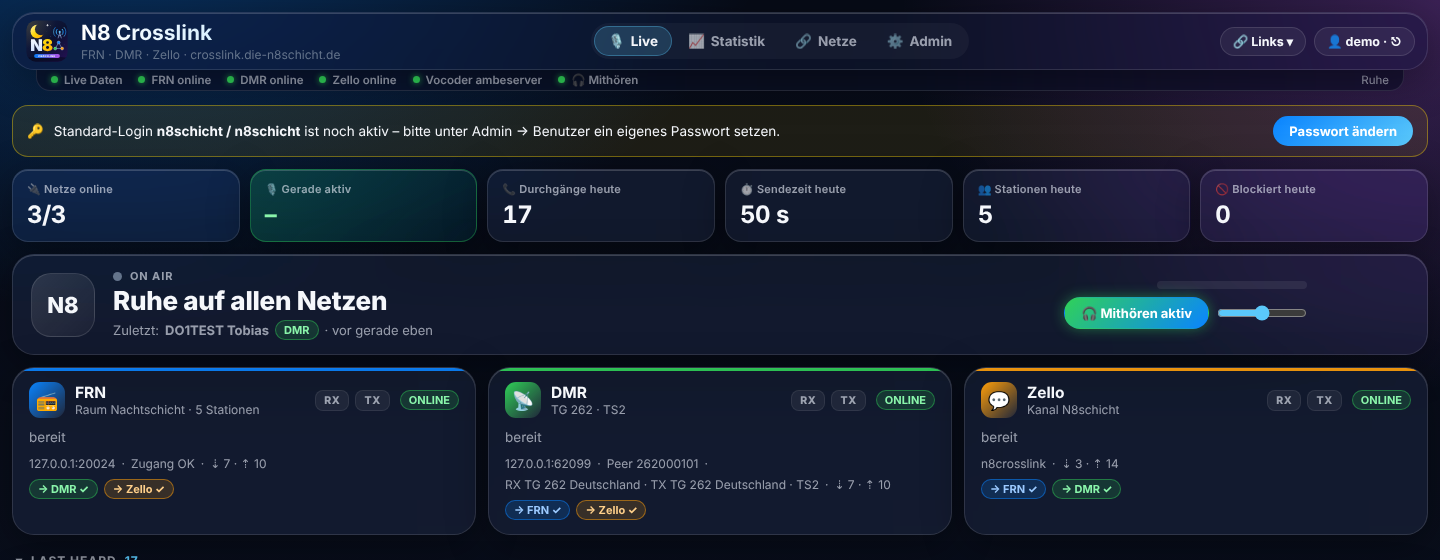 N8 Crosslink
FRN · DMR · Zello · crosslink.die-n8schicht.de
N8
🎙️ Live
📈 Statistik
🔗 Netze
⚙️ Admin
🔗 Links ▾
👤 demo · ⎋
Live Daten
FRN online
DMR online
Zello online
Vocoder ambeserver
🎧 Mithören
Ruhe
🔑 Standard-Login n8schicht / n8schicht ist noch aktiv – bitte unter Admin → Benutzer ein eigenes Passwort setzen.
Passwort ändern
🔌 Netze online
3/3
🎙️ Gerade aktiv
–
📞 Durchgänge heute
17
⏱️ Sendezeit heute
50 s
👥 Stationen heute
5
🚫 Blockiert heute
0
N8
ON AIR
Ruhe auf allen Netzen
Zuletzt: DO1TEST Tobias DMR · vor gerade eben
🎧 Mithören aktiv
FRN
Raum Nachtschicht · 5 Stationen
RX TX ONLINE
bereit
127.0.0.1:20024 · Zugang OK · ↓ 7 · ↑ 10
→ DMR ✓ → Zello ✓
DMR
TG 262 · TS2
RX TX ONLINE
bereit
127.0.0.1:62099 · Peer 262000101 ·
RX TG 262 Deutschland · TX TG 262 Deutschland · TS2 · ↓ 7 · ↑ 10
→ FRN ✓ → Zello ✓
Zello
Kanal N8schicht
RX TX ONLINE
bereit
n8crosslink · ↓ 3 · ↑ 14
→ FRN ✓ → DMR ✓
LAST HEARD 17